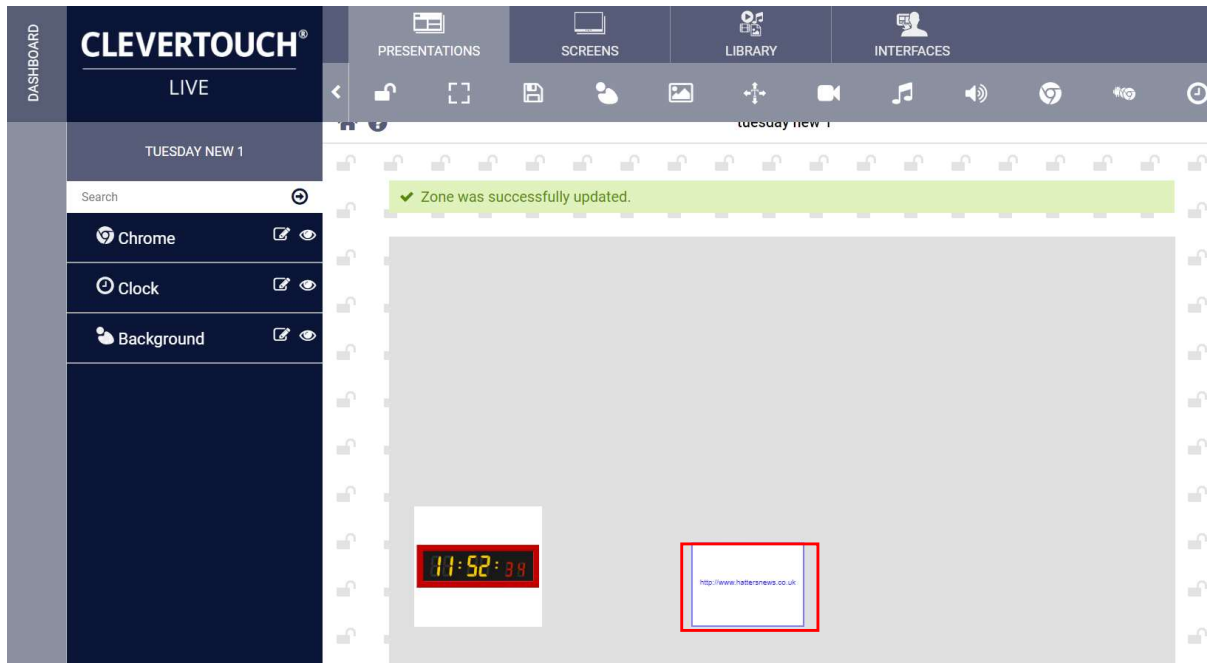 DASHBOARD
CLEVERTOUCH®
LIVE
PRESENTATIONS
SCREENS
LIBRARY
INTERFACES
TUESDAY NEW 1
tuesday new 1
Search
Zone was successfully updated.
Chrome
Clock
Background
11:52:34
http://www.hattersnews.co.uk